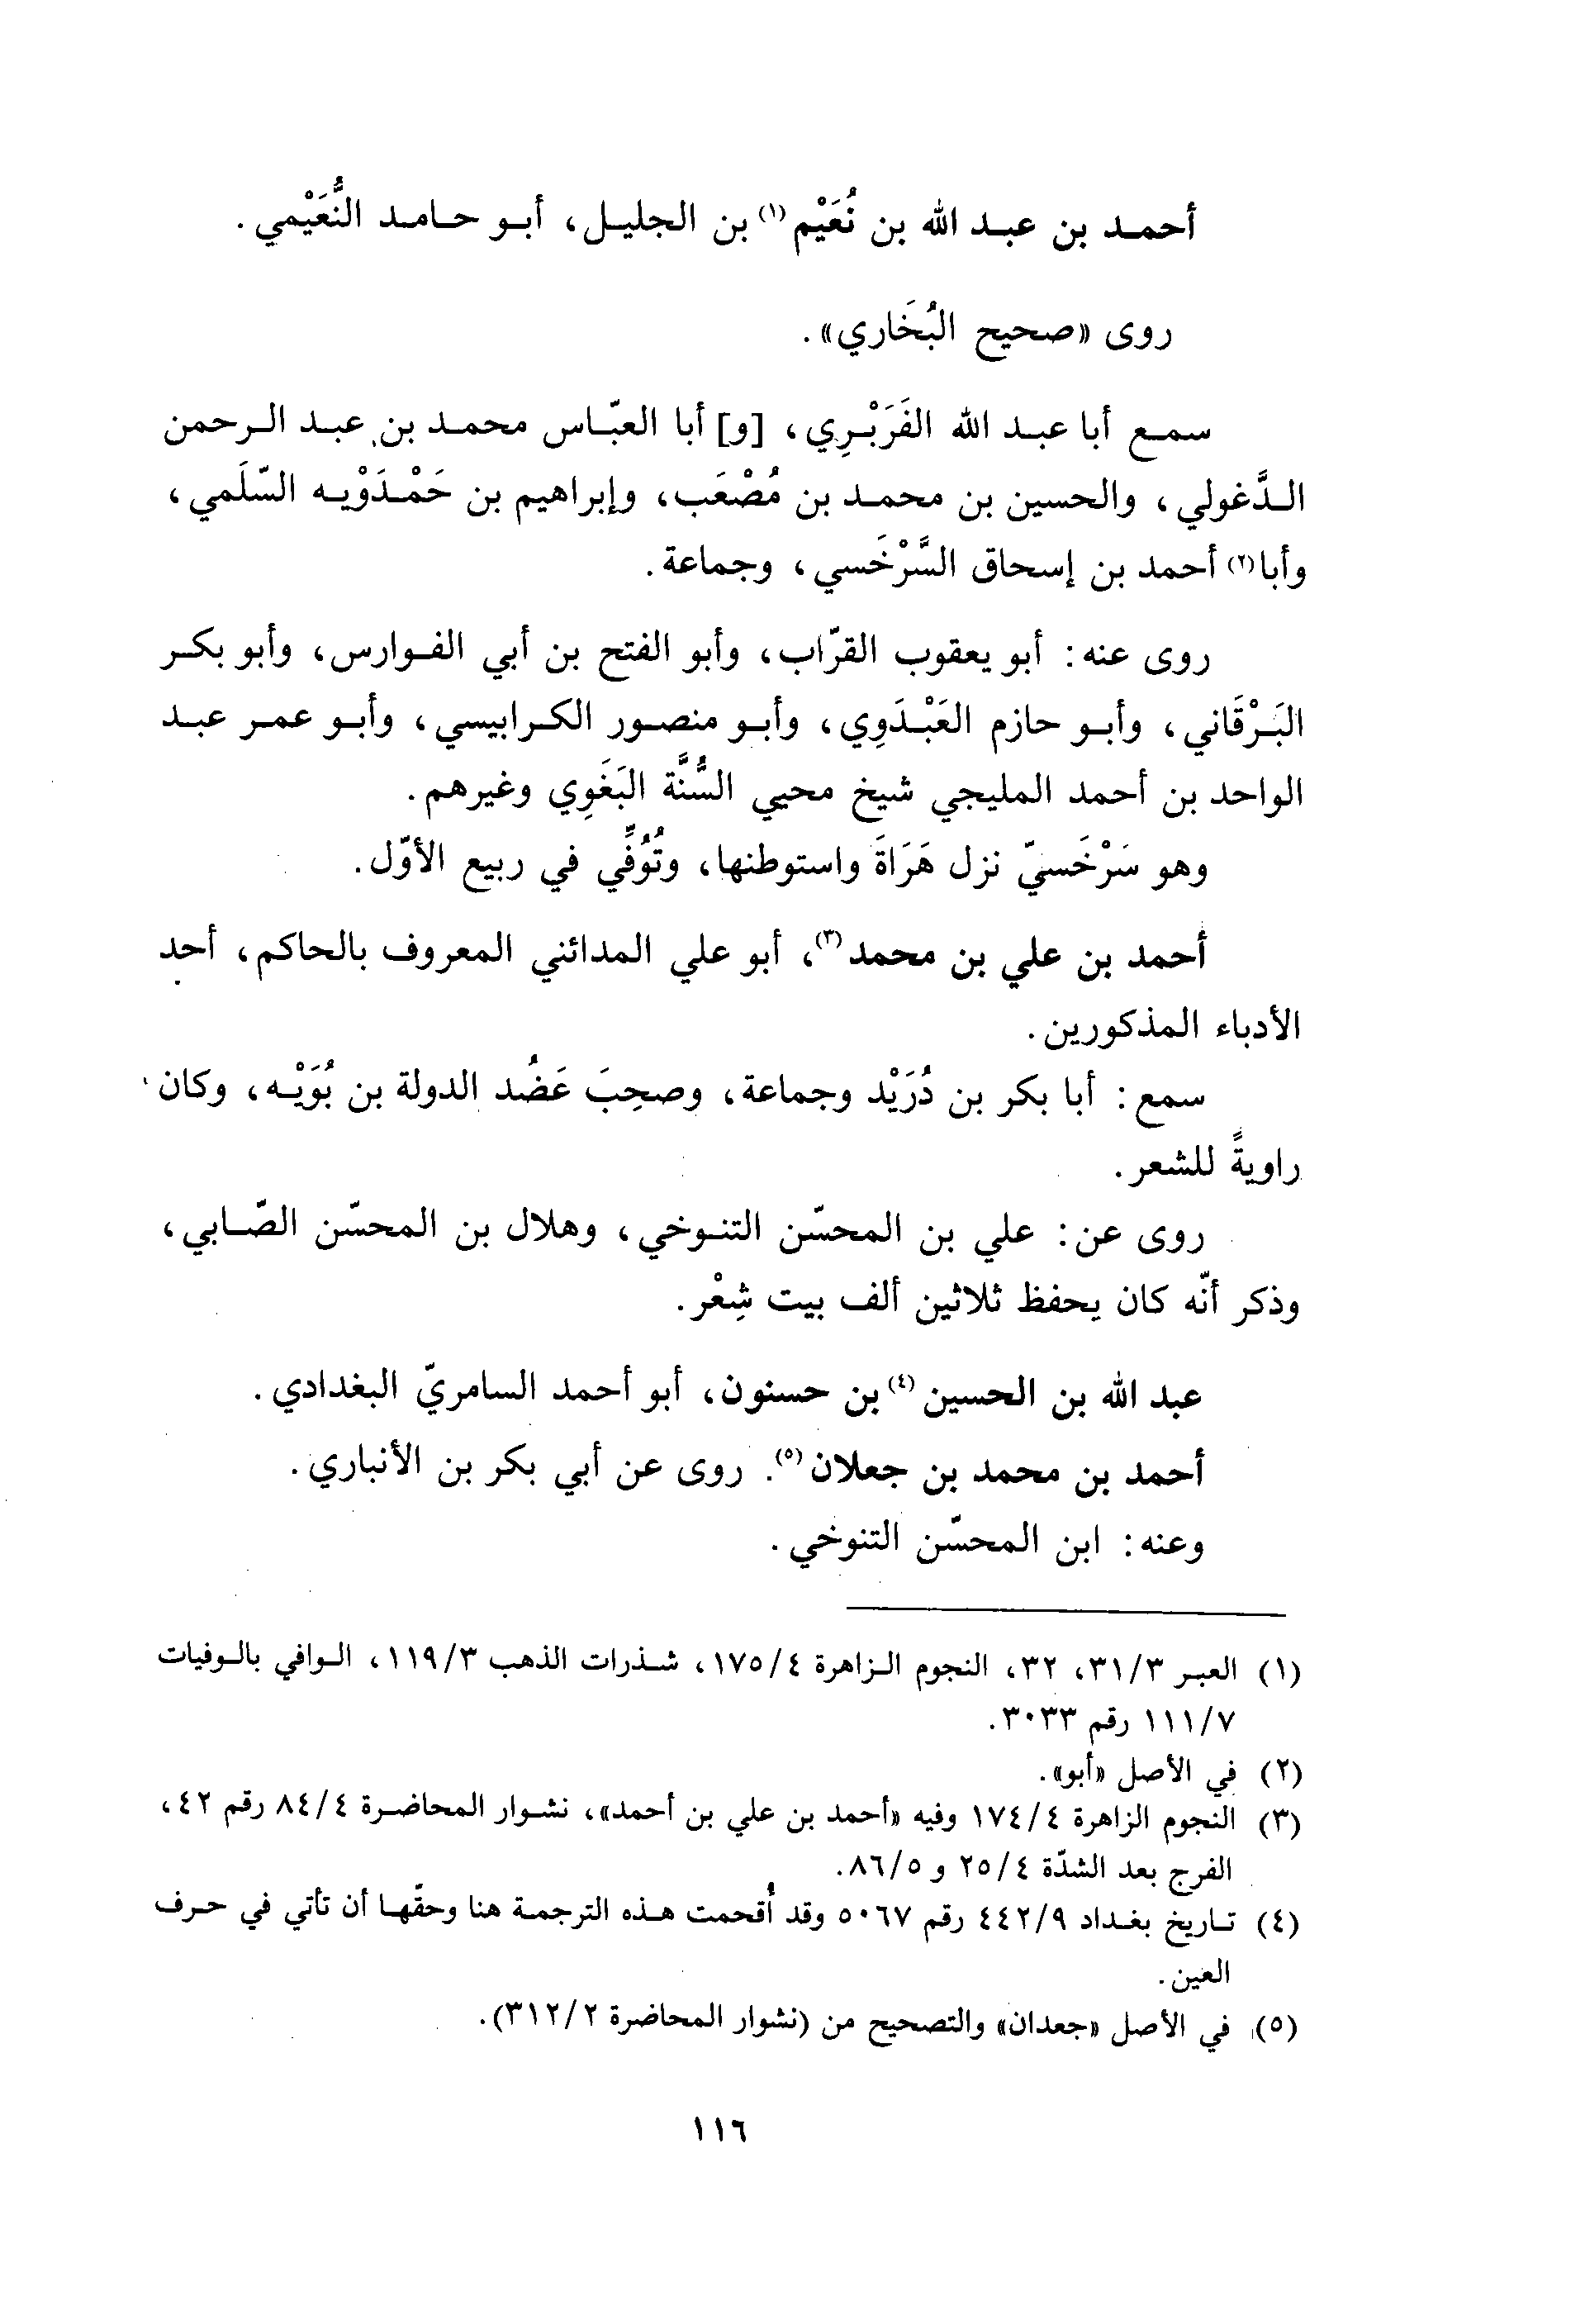 أحمد بن عبد الله بن نُعَيْم(١) بن الجليل، أبو حامد النُّعَيْمي.
روى «صحيح البُخَاري».
سمع أبا عبد الله الفَرَبْرِي، [و] أبا العبّاس محمد بن عبد الرحمن
الدَّغولي، والحسين بن محمد بن مُصْعَب، وإبراهيم بن حَمْدَوْيه السّلَمي،
وأبا(٢) أحمد بن إسحاق السَّرْخَسي، وجماعة.
روى عنه: أبو يعقوب القرّاب، وأبو الفتح بن أبي الفوارس، وأبو بكر
البَرْقَاني، وأبو حازم العَبْدَوِي، وأبو منصور الكرابيسي، وأبو عمر عبد
الواحد بن أحمد المليجي شيخ محيي السُّنَّة البَغَوِي وغيرهم.
وهو سَرْخَسيّ نزل هَرَاةَ واستوطنها، وتُوُفِّي في ربيع الأوّل.
أحمد بن علي بن محمد(٣)، أبو علي المدائني المعروف بالحاكم، أحد
الأدباء المذكورين.
سمع: أبا بكر بن دُرَيْد وجماعة، وصحِبَ عَضُد الدولة بن بُوَيْه، وكان
راويةً للشعر.
روى عن: علي بن المحسّن التنوخي، وهلال بن المحسّن الصّابي،
وذكر أنّه كان يحفظ ثلاثين ألف بيت شِعْر.
عبد الله بن الحسين(٤) بن حسنون، أبو أحمد السامريّ البغدادي.
أحمد بن محمد بن جعلان(٥). روى عن أبي بكر بن الأنباري.
وعنه: ابن المحسّن التنوخي.
(١) العبر ٣١/٣، ٣٢، النجوم الزاهرة ١٧٥/٤، شذرات الذهب ١١٩/٣، الوافي بالوفيات
١١١/٧ رقم ٣٠٣٣.
(٢) في الأصل «أبو».
(٣) النجوم الزاهرة ١٧٤/٤ وفيه «أحمد بن علي بن أحمد»، نشوار المحاضرة ٨٤/٤ رقم ٤٢،
الفرج بعد الشدّة ٢٥/٤ و ٨٦/٥.
(٤) تاريخ بغداد ٤٤٢/٩ رقم ٥٠٦٧ وقد أُقحمت هذه الترجمة هنا وحقّها أن تأتي في حرف
العين.
(٥) في الأصل «جعدان» والتصحيح من (نشوار المحاضرة ٣١٢/٢).
١١٦